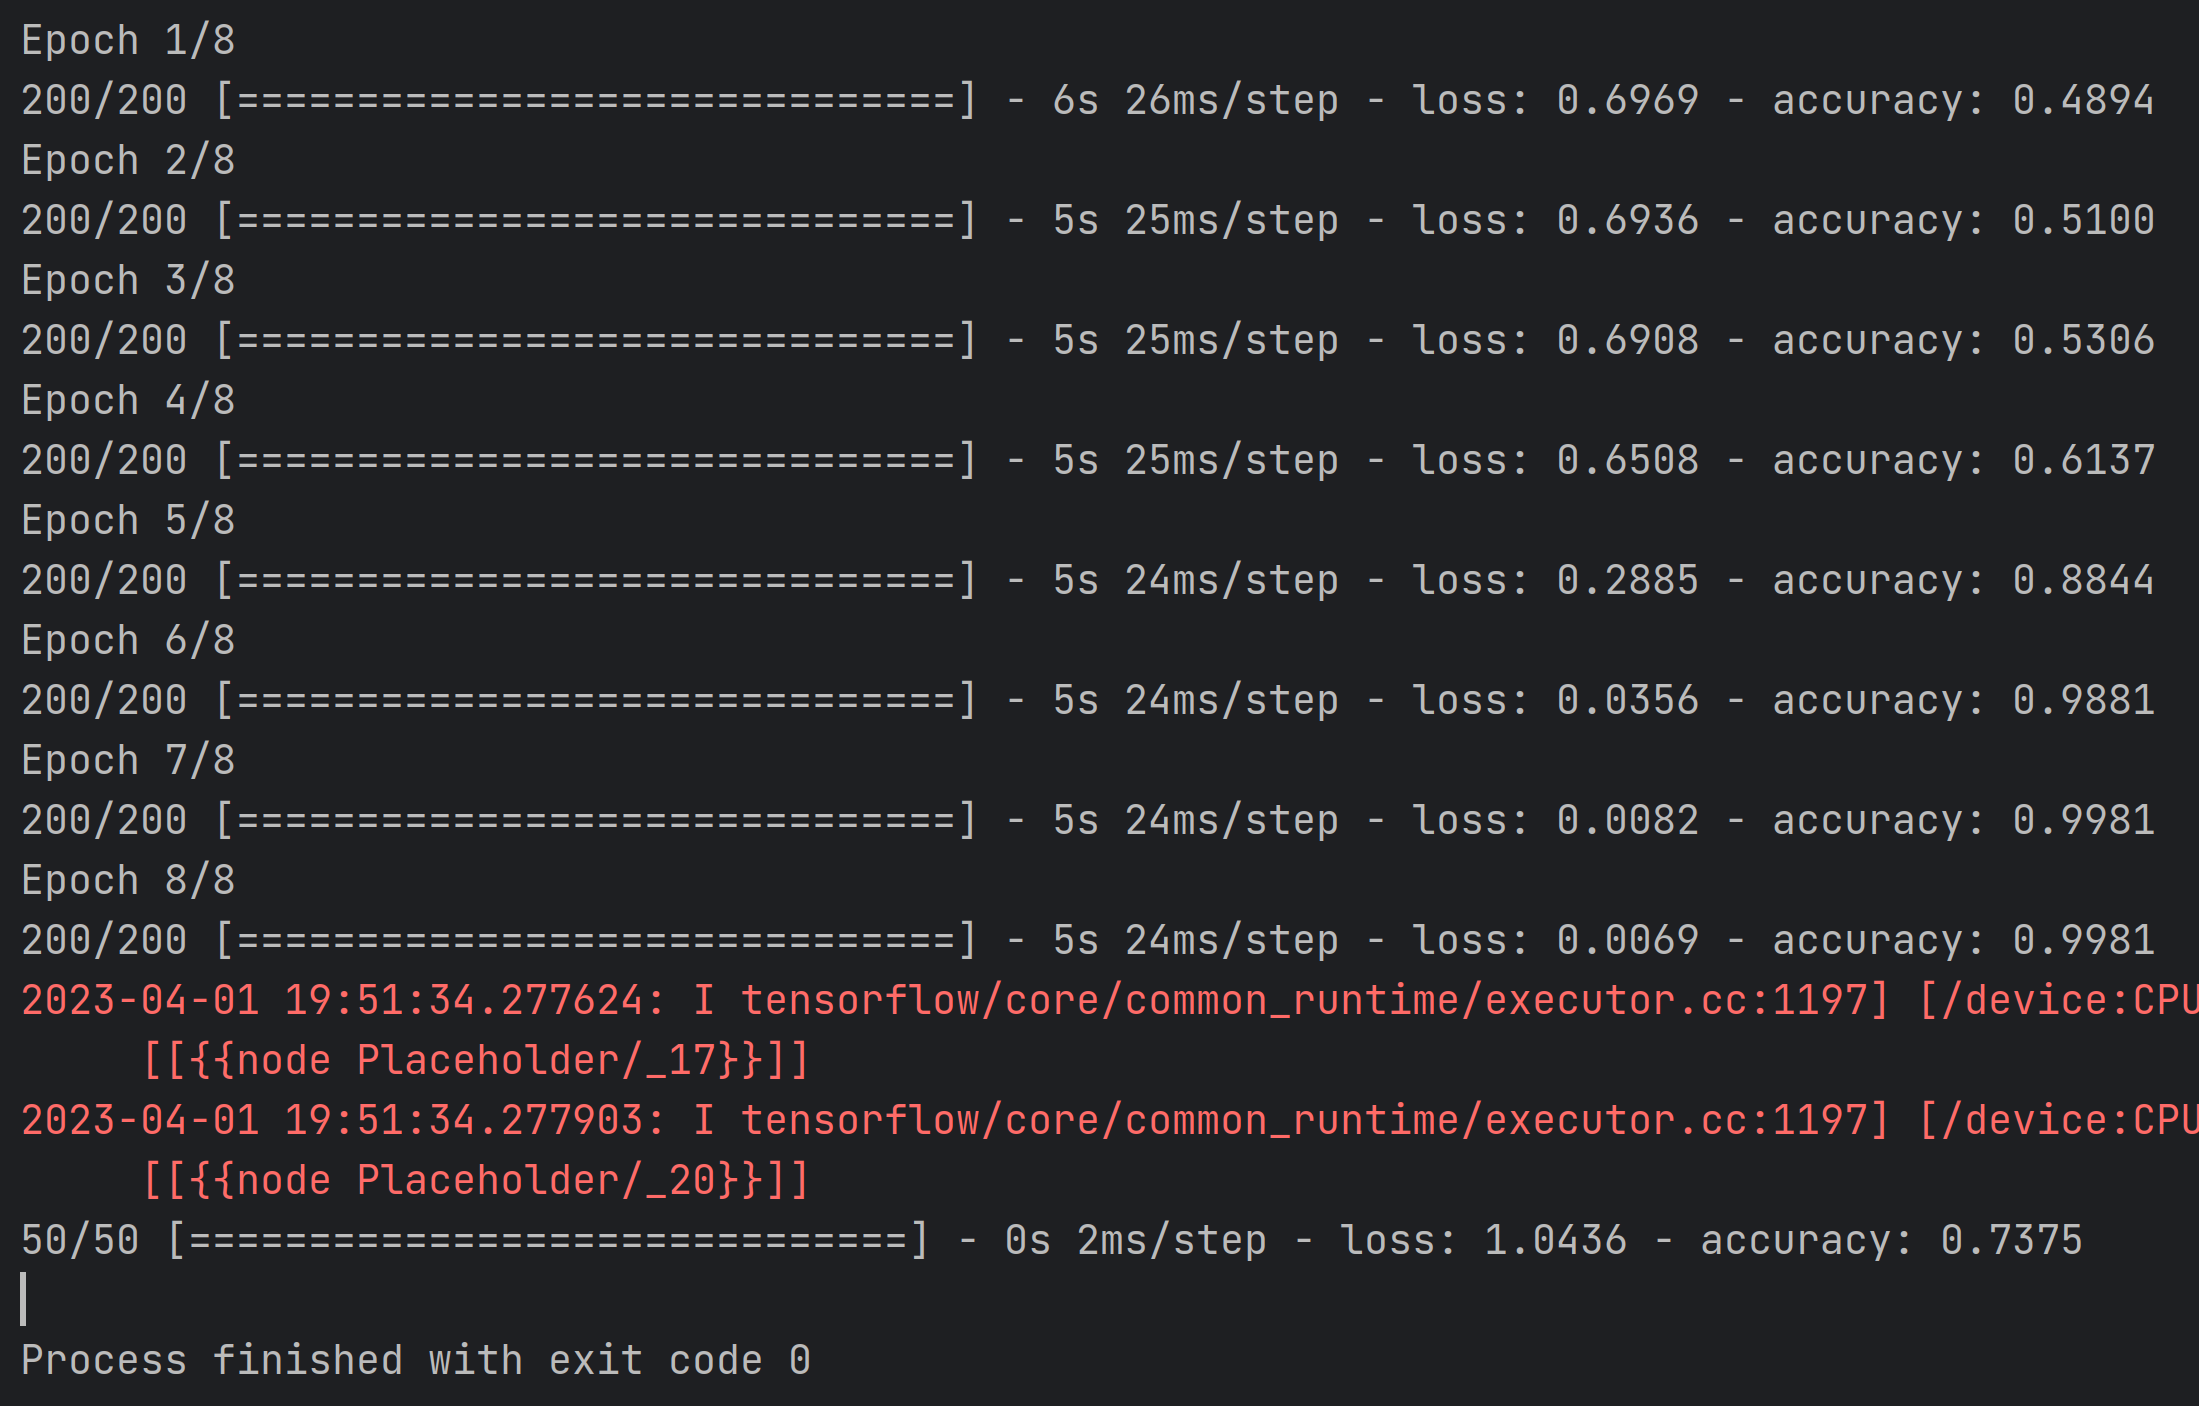 Epoch 1/8
200/200 [==============================] - 6s 26ms/step - loss: 0.6969 - accuracy: 0.4894
Epoch 2/8
200/200 [==============================] - 5s 25ms/step - loss: 0.6936 - accuracy: 0.5100
Epoch 3/8
200/200 [==============================] - 5s 25ms/step - loss: 0.6908 - accuracy: 0.5306
Epoch 4/8
200/200 [==============================] - 5s 25ms/step - loss: 0.6508 - accuracy: 0.6137
Epoch 5/8
200/200 [==============================] - 5s 24ms/step - loss: 0.2885 - accuracy: 0.8844
Epoch 6/8
200/200 [==============================] - 5s 24ms/step - loss: 0.0356 - accuracy: 0.9881
Epoch 7/8
200/200 [==============================] - 5s 24ms/step - loss: 0.0082 - accuracy: 0.9981
Epoch 8/8
200/200 [==============================] - 5s 24ms/step - loss: 0.0069 - accuracy: 0.9981
2023-04-01 19:51:34.277624: I tensorflow/core/common_runtime/executor.cc:1197] [/device:CPU
[[{{node Placeholder/_17}}]]
2023-04-01 19:51:34.277903: I tensorflow/core/common_runtime/executor.cc:1197] [/device:CPU
[[{{node Placeholder/_20}}]]
50/50 [==============================] - 0s 2ms/step - loss: 1.0436 - accuracy: 0.7375
Process finished with exit code 0